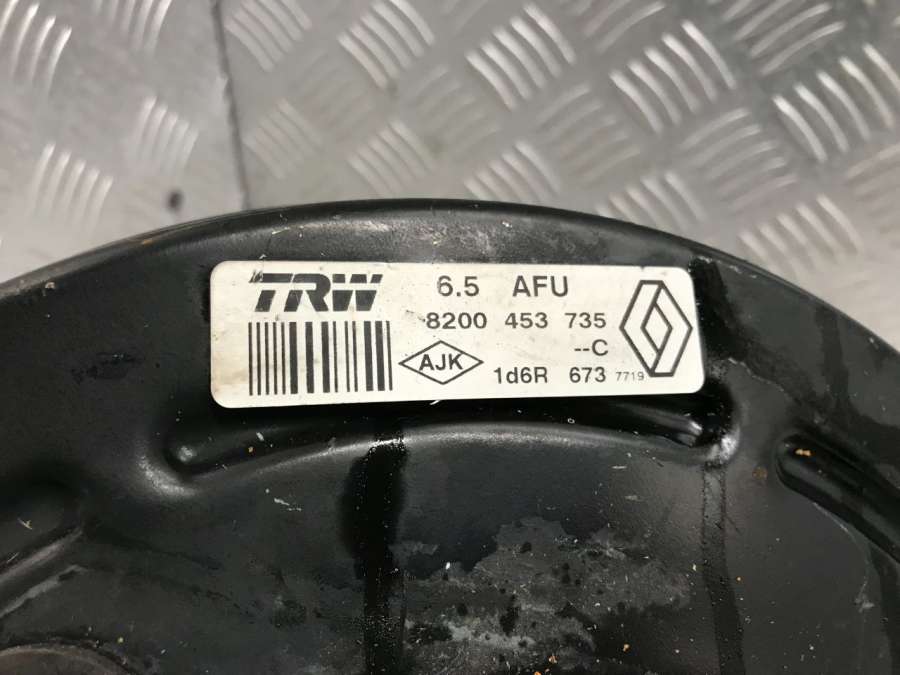 TRW 6.5 AFU
8200 453 735
--C
AJK
1d6R 673 7719